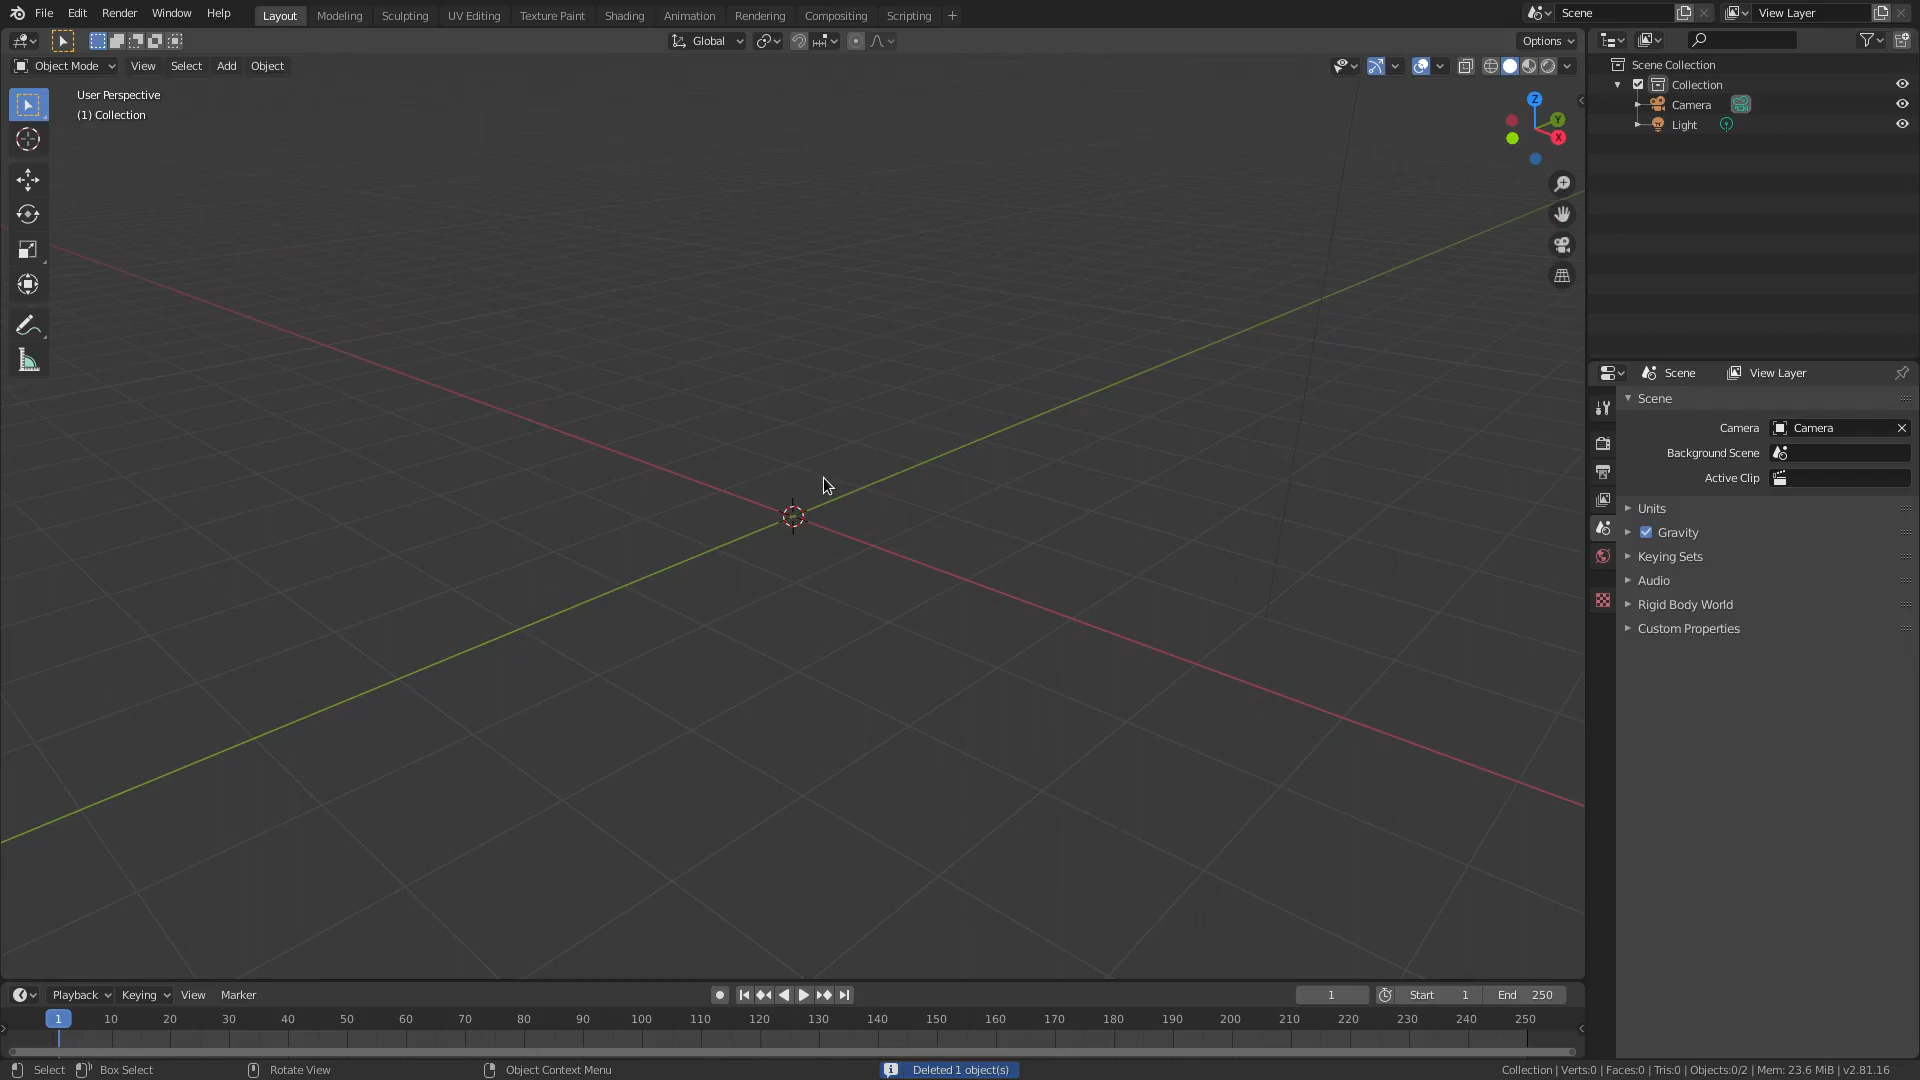 File Edit Render Window Help Layout Modeling Sculpting UV Editing Texture Paint Shading Animation Rendering Compositing Scripting Scene View Layer
Global Options
Object Mode View Select Add Object
User Perspective
(1) Collection
Z
Y
X
Scene Collection
Collection
Camera
Light
Scene View Layer
Scene
Camera Camera
Background Scene
Active Clip
Units
Gravity
Keying Sets
Audio
Rigid Body World
Custom Properties
Playback Keying View Marker 1 Start 1 End 250
1 10 20 30 40 50 60 70 80 90 100 110 120 130 140 150 160 170 180 190 200 210 220 230 240 250
Select Box Select Rotate View Object Context Menu Deleted 1 object(s) Collection | Verts:0 | Faces:0 | Tris:0 | Objects:0/2 | Mem: 23.6 MiB | v2.81.16